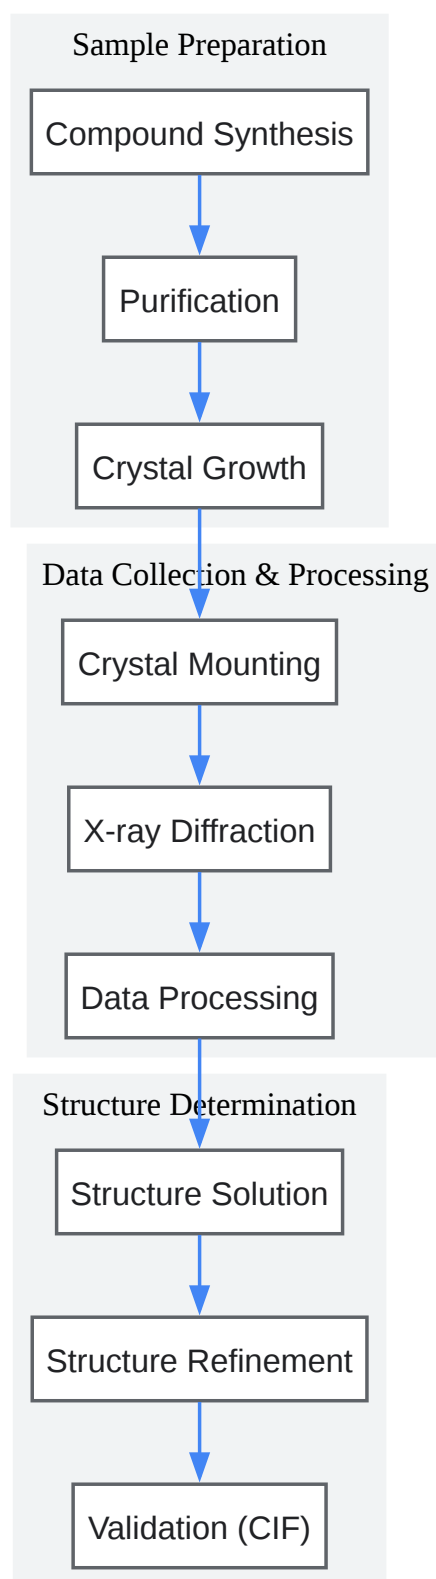 Sample Preparation
Compound Synthesis
Purification
Crystal Growth
Data Collection & Processing
Crystal Mounting
X-ray Diffraction
Data Processing
Structure Determination
Structure Solution
Structure Refinement
Validation (CIF)